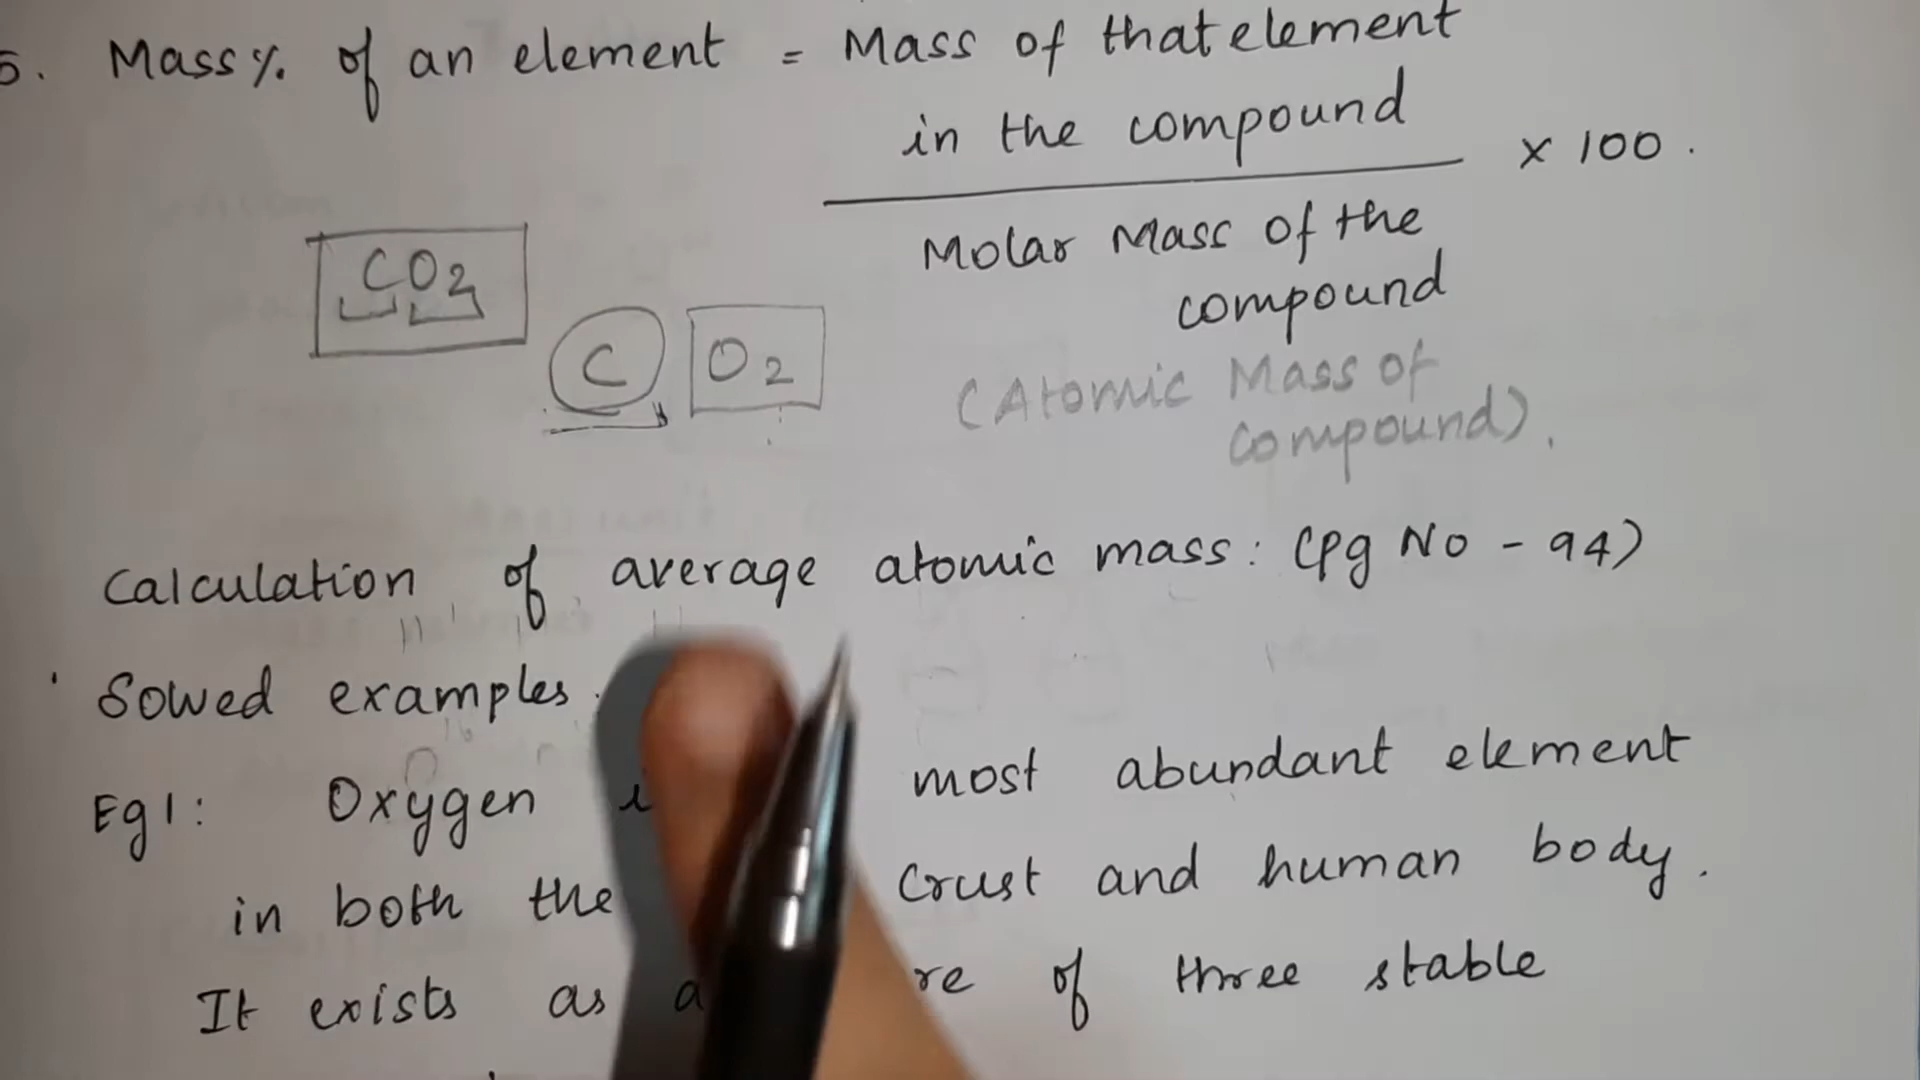 5. Mass % of an element = Mass of that element
in the compound
x 100.
Molar Mass of the
compound
CO2
C O2
(Atomic Mass of
compound).
Calculation of average atomic mass: (pg No - 94)
Solved examples.
Eg1: Oxygen most abundant element
in both the crust and human body.
It exists as of three stable